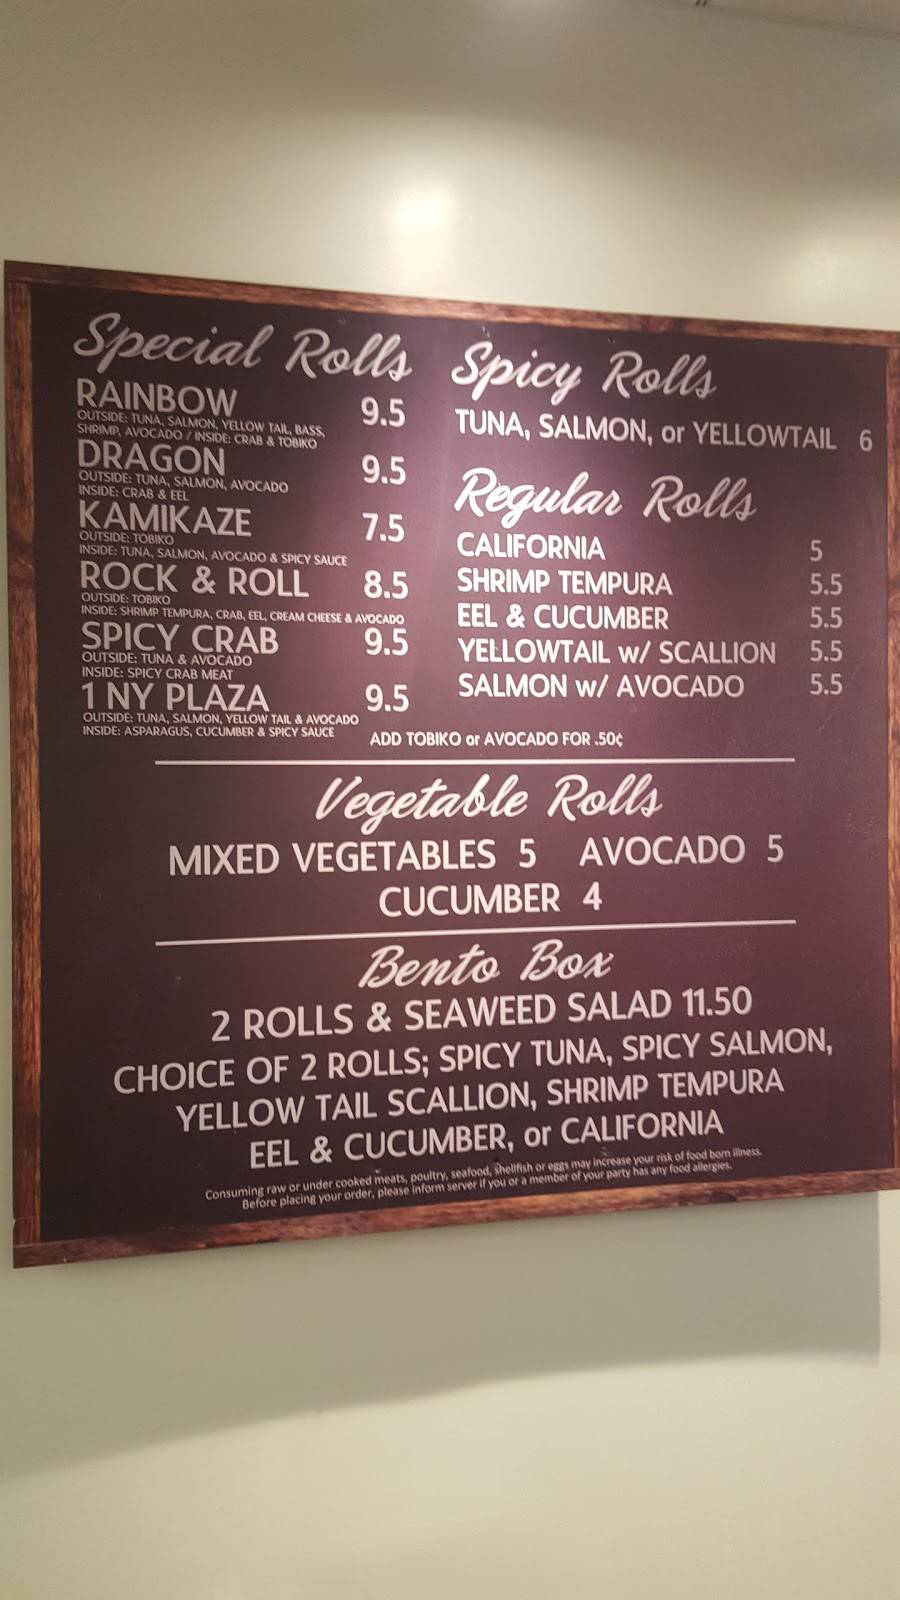 Special Rolls
RAINBOW 9.5
OUTSIDE: TUNA, SALMON, YELLOW TAIL, BASS,
SHRIMP, AVOCADO / INSIDE: CRAB & TOBIKO
DRAGON 9.5
OUTSIDE: TUNA, SALMON, AVOCADO
INSIDE: CRAB & EEL
KAMIKAZE 7.5
OUTSIDE: TOBIKO
INSIDE: TUNA, SALMON, AVOCADO & SPICY SAUCE
ROCK & ROLL 8.5
OUTSIDE: TOBIKO
INSIDE: SHRIMP TEMPURA, CRAB, EEL, CREAM CHEESE & AVOCADO
SPICY CRAB 9.5
OUTSIDE: TUNA & AVOCADO
INSIDE: SPICY CRAB MEAT
1 NY PLAZA 9.5
OUTSIDE: TUNA, SALMON, YELLOW TAIL & AVOCADO
INSIDE: ASPARAGUS, CUCUMBER & SPICY SAUCE
Spicy Rolls
TUNA, SALMON, or YELLOWTAIL 6
Regular Rolls
CALIFORNIA 5
SHRIMP TEMPURA 5.5
EEL & CUCUMBER 5.5
YELLOWTAIL w/ SCALLION 5.5
SALMON w/ AVOCADO 5.5
ADD TOBIKO or AVOCADO FOR .50¢
Vegetable Rolls
MIXED VEGETABLES 5 AVOCADO 5
CUCUMBER 4
Bento Box
2 ROLLS & SEAWEED SALAD 11.50
CHOICE OF 2 ROLLS; SPICY TUNA, SPICY SALMON,
YELLOW TAIL SCALLION, SHRIMP TEMPURA
EEL & CUCUMBER, or CALIFORNIA
Consuming raw or under cooked meats, poultry, seafood, shellfish or eggs may increase your risk of food born illness.
Before placing your order, please inform server if you or a member of your party has any food allergies.